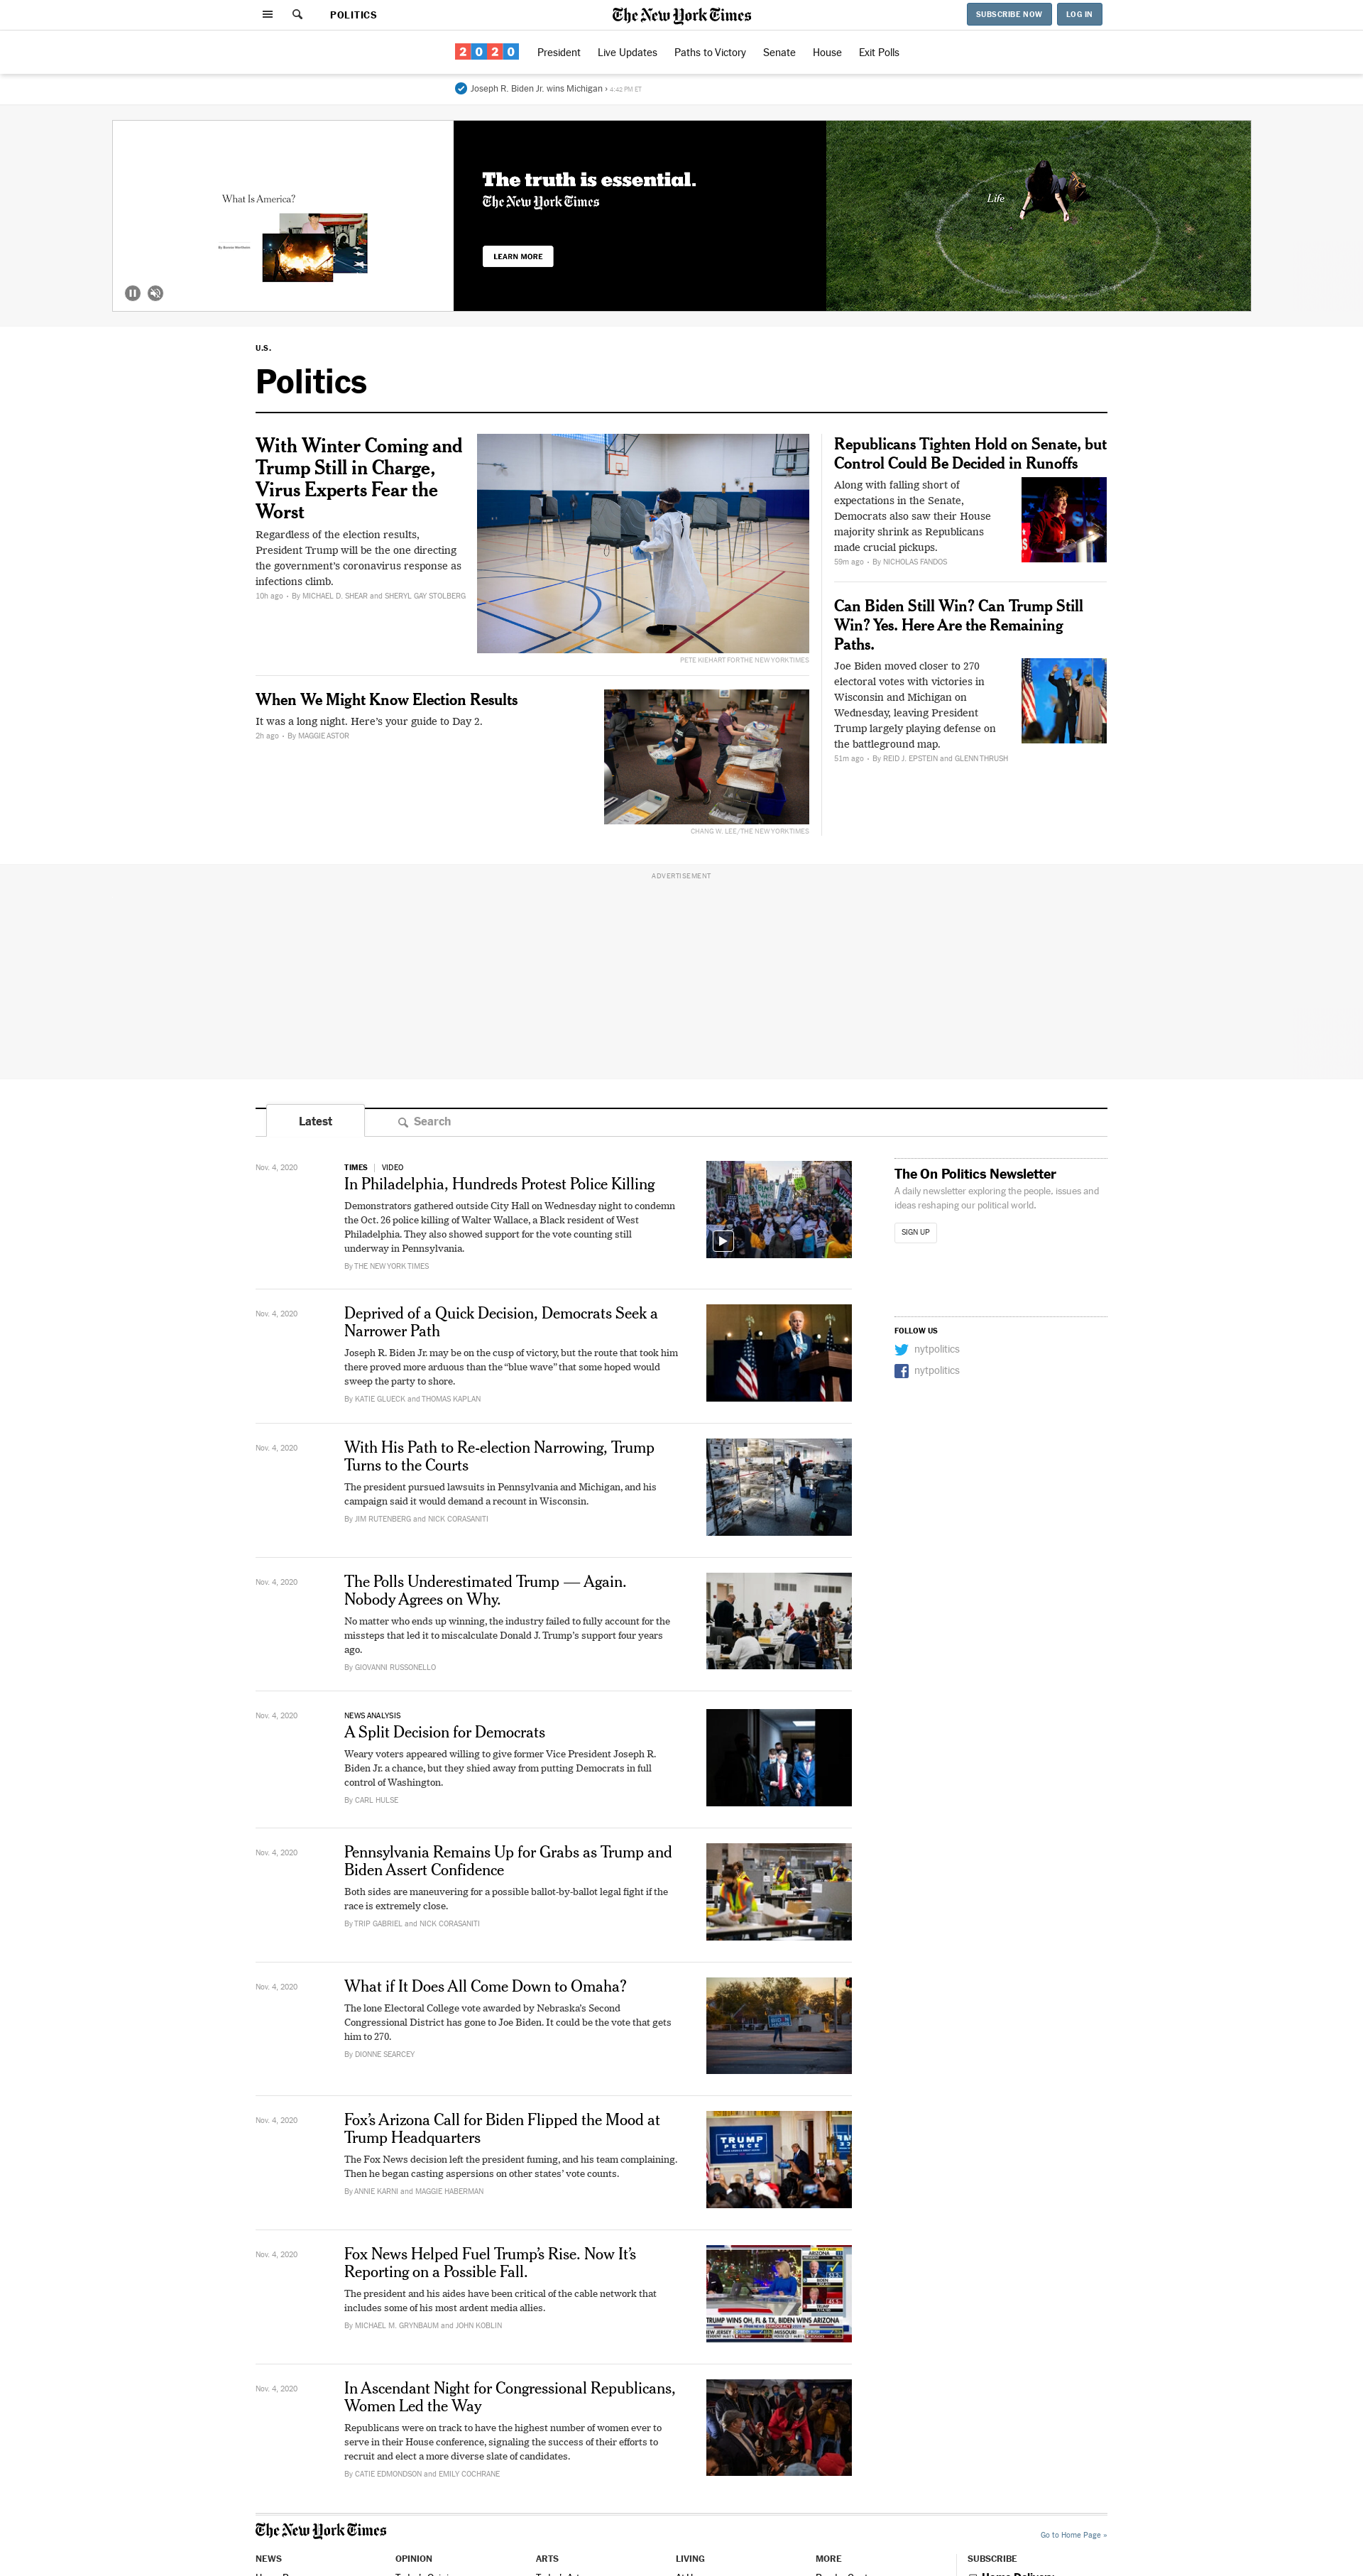 POLITICS
The New York Times
SUBSCRIBE NOW
LOG IN
2020
President
Live Updates
Paths to Victory
Senate
House
Exit Polls
Joseph R. Biden Jr. wins Michigan › 4:42 PM ET
What Is America?
The truth is essential.
The New York Times
LEARN MORE
Life
U.S.
Politics
With Winter Coming and
Trump Still in Charge,
Virus Experts Fear the
Worst
Regardless of the election results,
President Trump will be the one directing
the government's coronavirus response as
infections climb.
10h ago • By MICHAEL D. SHEAR and SHERYL GAY STOLBERG
PETE KIEHART FOR THE NEW YORK TIMES
When We Might Know Election Results
It was a long night. Here's your guide to Day 2.
2h ago • By MAGGIE ASTOR
CHANG W. LEE/THE NEW YORK TIMES
Republicans Tighten Hold on Senate, but
Control Could Be Decided in Runoffs
Along with falling short of
expectations in the Senate,
Democrats also saw their House
majority shrink as Republicans
made crucial pickups.
59m ago • By NICHOLAS FANDOS
Can Biden Still Win? Can Trump Still
Win? Yes. Here Are the Remaining
Paths.
Joe Biden moved closer to 270
electoral votes with victories in
Wisconsin and Michigan on
Wednesday, leaving President
Trump largely playing defense on
the battleground map.
51m ago • By REID J. EPSTEIN and GLENN THRUSH
ADVERTISEMENT
Latest
Search
Nov. 4, 2020
TIMES | VIDEO
In Philadelphia, Hundreds Protest Police Killing
Demonstrators gathered outside City Hall on Wednesday night to condemn
the Oct. 26 police killing of Walter Wallace, a Black resident of West
Philadelphia. They also showed support for the vote counting still
underway in Pennsylvania.
By THE NEW YORK TIMES
The On Politics Newsletter
A daily newsletter exploring the people, issues and
ideas reshaping our political world.
SIGN UP
FOLLOW US
nytpolitics
nytpolitics
Nov. 4, 2020
Deprived of a Quick Decision, Democrats Seek a
Narrower Path
Joseph R. Biden Jr. may be on the cusp of victory, but the route that took him
there proved more arduous than the “blue wave” that some hoped would
sweep the party to shore.
By KATIE GLUECK and THOMAS KAPLAN
Nov. 4, 2020
With His Path to Re-election Narrowing, Trump
Turns to the Courts
The president pursued lawsuits in Pennsylvania and Michigan, and his
campaign said it would demand a recount in Wisconsin.
By JIM RUTENBERG and NICK CORASANITI
Nov. 4, 2020
The Polls Underestimated Trump — Again.
Nobody Agrees on Why.
No matter who ends up winning, the industry failed to fully account for the
missteps that led it to miscalculate Donald J. Trump's support four years
ago.
By GIOVANNI RUSSONELLO
Nov. 4, 2020
NEWS ANALYSIS
A Split Decision for Democrats
Weary voters appeared willing to give former Vice President Joseph R.
Biden Jr. a chance, but they shied away from putting Democrats in full
control of Washington.
By CARL HULSE
Nov. 4, 2020
Pennsylvania Remains Up for Grabs as Trump and
Biden Assert Confidence
Both sides are maneuvering for a possible ballot-by-ballot legal fight if the
race is extremely close.
By TRIP GABRIEL and NICK CORASANITI
Nov. 4, 2020
What if It Does All Come Down to Omaha?
The lone Electoral College vote awarded by Nebraska's Second
Congressional District has gone to Joe Biden. It could be the vote that gets
him to 270.
By DIONNE SEARCEY
Nov. 4, 2020
Fox's Arizona Call for Biden Flipped the Mood at
Trump Headquarters
The Fox News decision left the president fuming, and his team complaining.
Then he began casting aspersions on other states' vote counts.
By ANNIE KARNI and MAGGIE HABERMAN
TRUMP
PENCE
Nov. 4, 2020
Fox News Helped Fuel Trump's Rise. Now It's
Reporting on a Possible Fall.
The president and his aides have been critical of the cable network that
includes some of his most ardent media allies.
By MICHAEL M. GRYNBAUM and JOHN KOBLIN
ARIZONA
BIDEN
TRUMP
TRUMP WINS OH, FL & TX, BIDEN WINS ARIZONA
Nov. 4, 2020
In Ascendant Night for Congressional Republicans,
Women Led the Way
Republicans were on track to have the highest number of women ever to
serve in their House conference, signaling the success of their efforts to
recruit and elect a more diverse slate of candidates.
By CATIE EDMONDSON and EMILY COCHRANE
The New York Times
Go to Home Page »
NEWS
OPINION
ARTS
LIVING
MORE
SUBSCRIBE